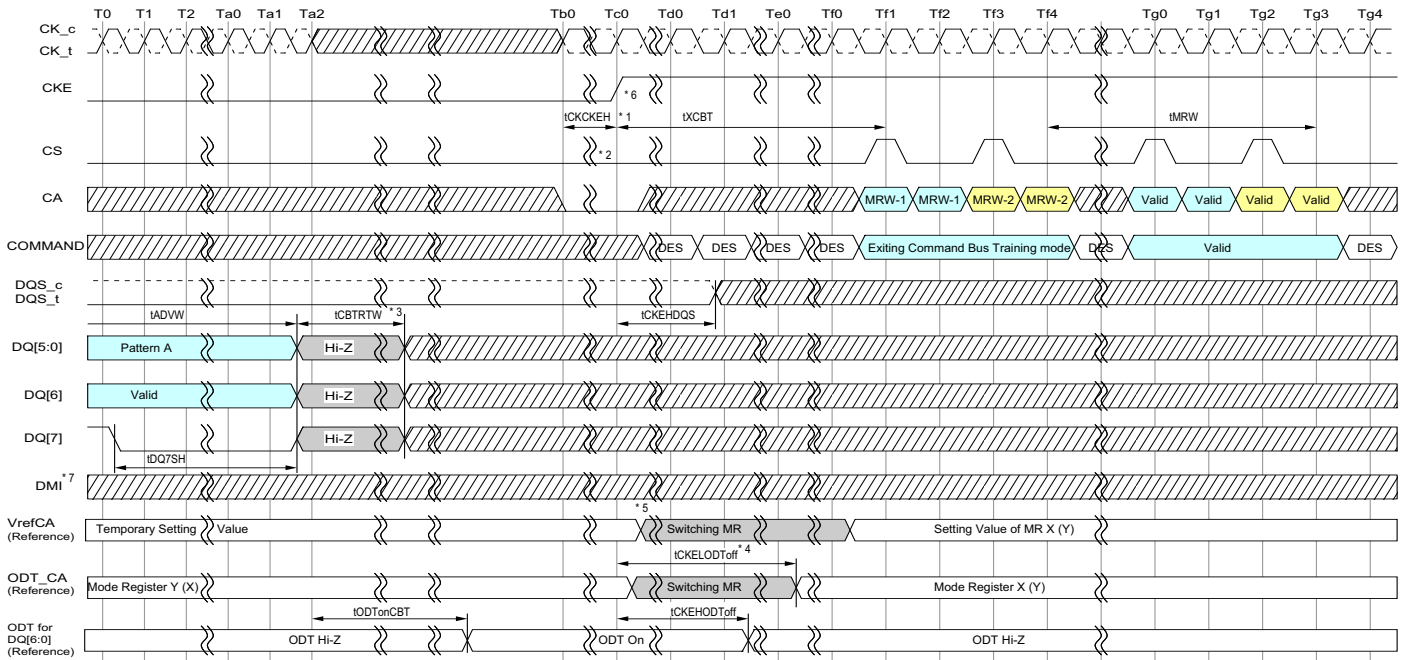 T0 T1 T2 Ta0 Ta1 Ta2 Tb0 Tc0 Td0 Td1 Te0 Tf0 Tf1 Tf2 Tf3 Tf4 Tg0 Tg1 Tg2 Tg3 Tg4
CK_c
CK_t
CKE
* 6
tCKCKEH * 1 tXCBT tMRW
CS
* 2
CA MRW-1 MRW-1 MRW-2 MRW-2 Valid Valid Valid Valid
COMMAND DES DES DES DES Exiting Command Bus Training mode DES Valid DES
DQS_c
DQS_t
tADVW tCBTRTW * 3 tCKEHDQS
DQ[5:0] Pattern A Hi-Z
DQ[6] Valid Hi-Z
DQ[7] Hi-Z
tDQ7SH
DMI * 7
* 5
VrefCA
(Reference)
Temporary Setting Value Switching MR Setting Value of MR X (Y)
tCKELODToff * 4
ODT_CA
(Reference)
Mode Register Y (X) Switching MR Mode Register X (Y)
tODTonCBT tCKEHODToff
ODT for
DQ[6:0]
(Reference)
ODT Hi-Z ODT On ODT Hi-Z